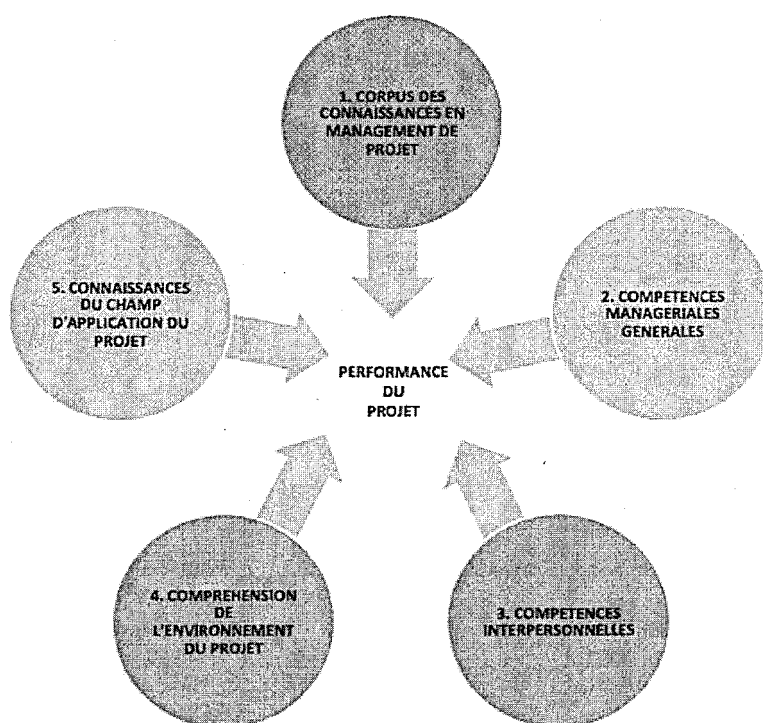 1. CORPUS DES
CONNAISSANCES EN
MANAGEMENT DE
PROJET
2. COMPETENCES
MANAGERIALES
GENERALES
3. COMPETENCES
INTERPERSONNELLES
4. COMPREHENSION
DE
L'ENVIRONNEMENT
DU PROJET
5. CONNAISSANCES
DU CHAMP
D'APPLICATION DU
PROJET
PERFORMANCE
DU
PROJET